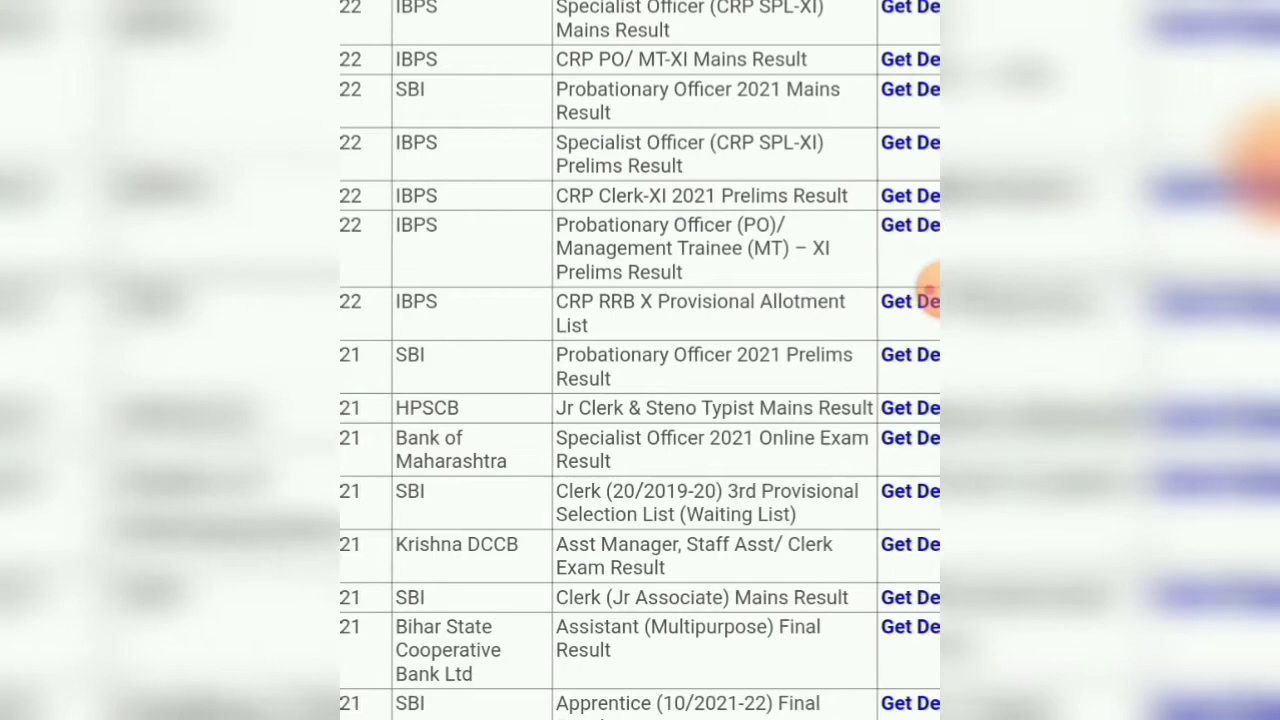 22 IBPS Specialist Officer (CRP SPL-XI) Get De
Mains Result
22 IBPS CRP PO/ MT-XI Mains Result Get De
22 SBI Probationary Officer 2021 Mains Get De
Result
22 IBPS Specialist Officer (CRP SPL-XI) Get De
Prelims Result
22 IBPS CRP Clerk-XI 2021 Prelims Result Get De
22 IBPS Probationary Officer (PO)/ Get De
Management Trainee (MT) – XI
Prelims Result
22 IBPS CRP RRB X Provisional Allotment Get De
List
21 SBI Probationary Officer 2021 Prelims Get De
Result
21 HPSCB Jr Clerk & Steno Typist Mains Result Get De
21 Bank of Specialist Officer 2021 Online Exam Get De
Maharashtra Result
21 SBI Clerk (20/2019-20) 3rd Provisional Get De
Selection List (Waiting List)
21 Krishna DCCB Asst Manager, Staff Asst/ Clerk Get De
Exam Result
21 SBI Clerk (Jr Associate) Mains Result Get De
21 Bihar State Assistant (Multipurpose) Final Get De
Cooperative Result
Bank Ltd
21 SBI Apprentice (10/2021-22) Final Get De